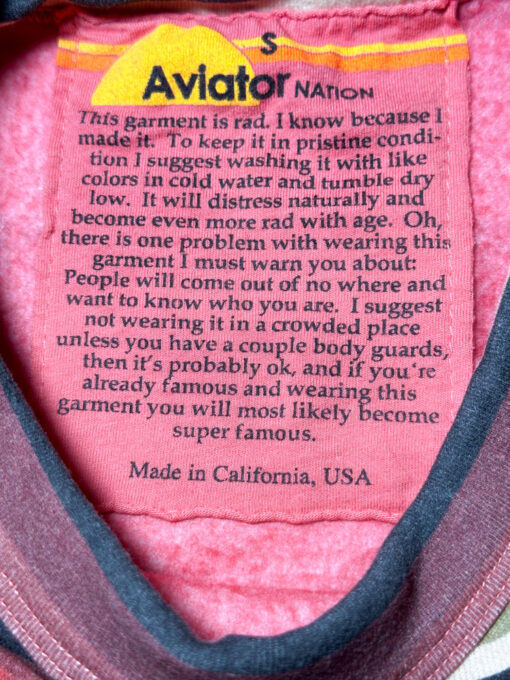 S
Aviator NATION
This garment is rad. I know because I
made it. To keep it in pristine condi-
tion I suggest washing it with like
colors in cold water and tumble dry
low. It will distress naturally and
become even more rad with age. Oh,
there is one problem with wearing this
garment I must warn you about:
People will come out of no where and
want to know who you are. I suggest
not wearing it in a crowded place
unless you have a couple body guards,
then it's probably ok, and if you're
already famous and wearing this
garment you will most likely become
super famous.
Made in California, USA